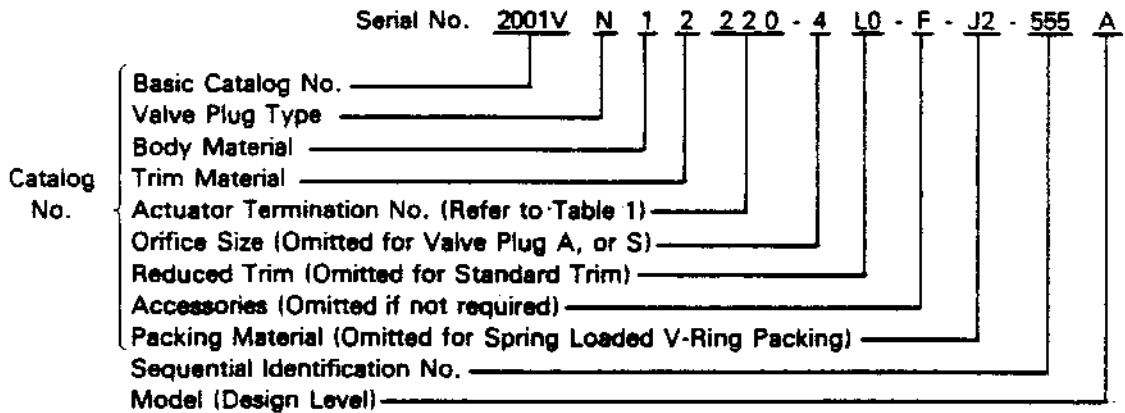 Serial No. 2001V N 1 2 220 - 4 L0 - F - J2 - 555 A
Basic Catalog No.
Valve Plug Type
Body Material
Catalog No.
Trim Material
Actuator Termination No. (Refer to Table 1)
Orifice Size (Omitted for Valve Plug A, or S)
Reduced Trim (Omitted for Standard Trim)
Accessories (Omitted if not required)
Packing Material (Omitted for Spring Loaded V-Ring Packing)
Sequential Identification No.
Model (Design Level)